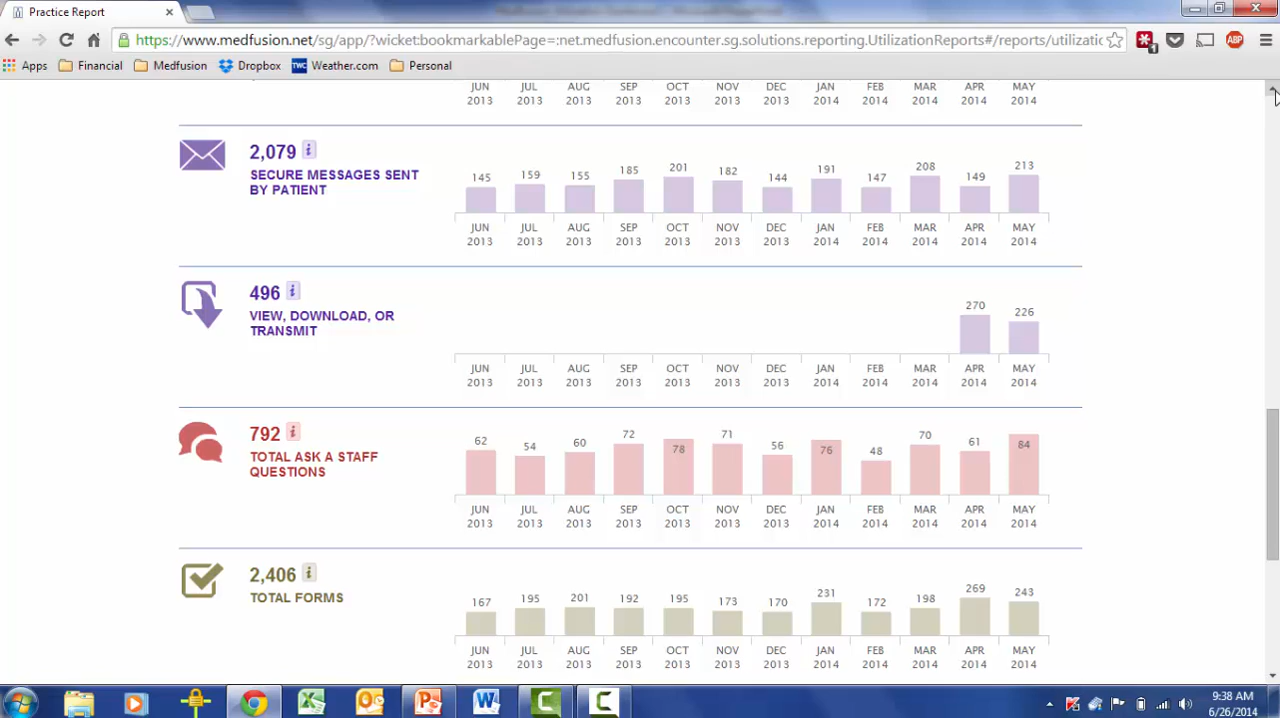 Practice Report
https://www.medfusion.net/sg/app/?wicket:bookmarkablePage=:net.medfusion.encounter.sg.solutions.reporting.UtilizationReports#/reports/utilizatic
1
ABP
Apps Financial Medfusion Dropbox TWC Weather.com Personal
JUN JUL AUG SEP OCT NOV DEC JAN FEB MAR APR MAY
2013 2013 2013 2013 2013 2013 2013 2014 2014 2014 2014 2014
2,079 i
SECURE MESSAGES SENT
BY PATIENT
145 159 155 185 201 182 144 191 147 208 149 213
JUN JUL AUG SEP OCT NOV DEC JAN FEB MAR APR MAY
2013 2013 2013 2013 2013 2013 2013 2014 2014 2014 2014 2014
496 i
VIEW, DOWNLOAD, OR
TRANSMIT
270 226
JUN JUL AUG SEP OCT NOV DEC JAN FEB MAR APR MAY
2013 2013 2013 2013 2013 2013 2013 2014 2014 2014 2014 2014
792 i
TOTAL ASK A STAFF
QUESTIONS
62 54 60 72 78 71 56 76 48 70 61 84
JUN JUL AUG SEP OCT NOV DEC JAN FEB MAR APR MAY
2013 2013 2013 2013 2013 2013 2013 2014 2014 2014 2014 2014
2,406 i
TOTAL FORMS
167 195 201 192 195 173 170 231 172 198 269 243
JUN JUL AUG SEP OCT NOV DEC JAN FEB MAR APR MAY
2013 2013 2013 2013 2013 2013 2013 2014 2014 2014 2014 2014
9:38 AM
6/26/2014